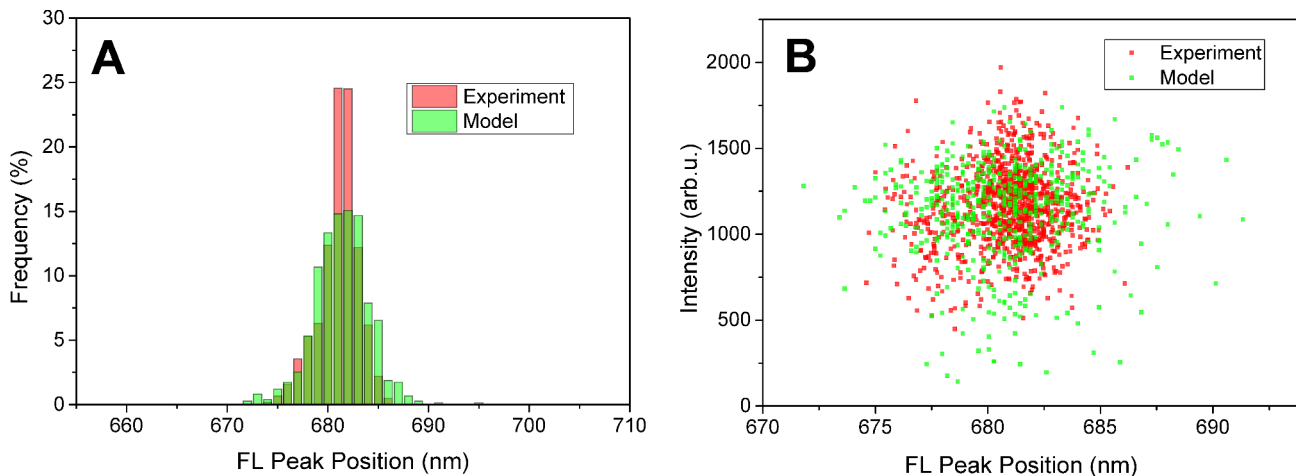 A
Experiment
Model
Frequency (%)
30
25
20
15
10
5
0
660
670
680
690
700
710
FL Peak Position (nm)
B
Experiment
Model
Intensity (arb.u.)
2000
1500
1000
500
0
670
675
680
685
690
FL Peak Position (nm)